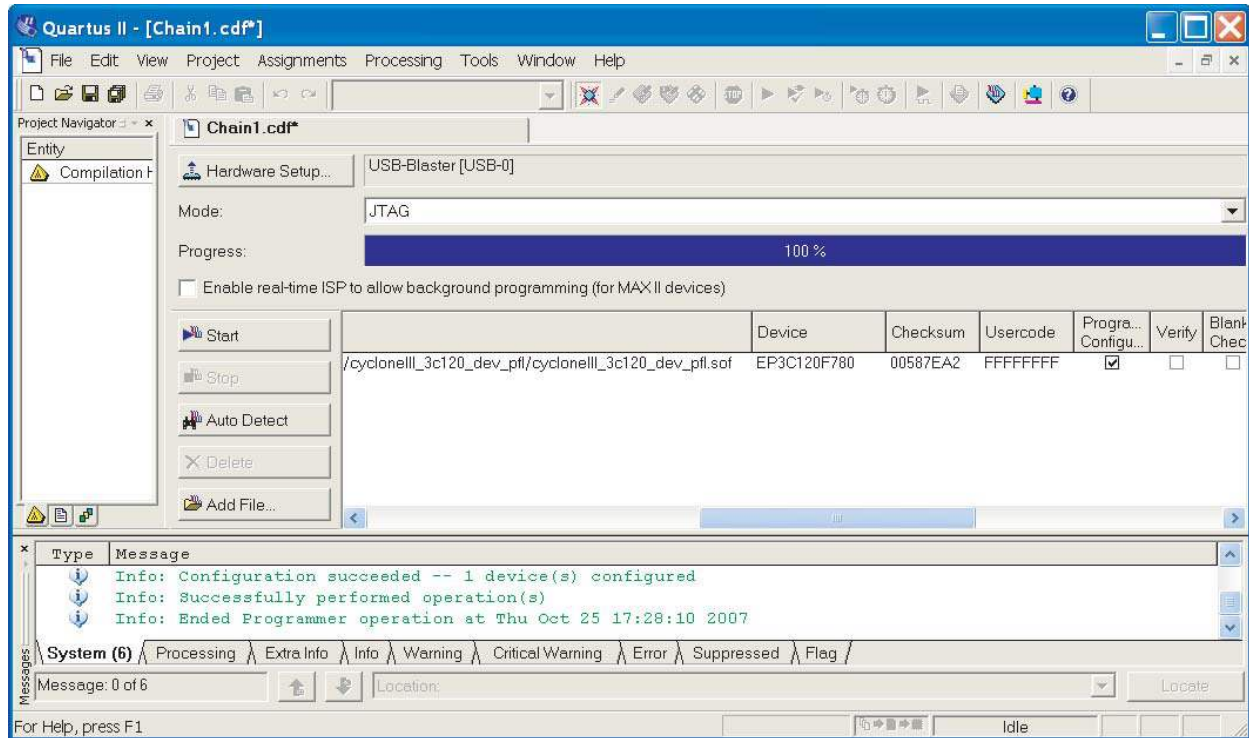 Quartus II - [Chain1.cdf*]
File Edit View Project Assignments Processing Tools Window Help
Project Navigator
Chain1.cdf*
Entity
Compilation H
Hardware Setup...
USB-Blaster [USB-0]
Mode:
JTAG
Progress:
100 %
Enable real-time ISP to allow background programming (for MAX II devices)
Start
Stop
Auto Detect
Delete
Add File...
Device Checksum Usercode Progra... Configu... Verify Blank Chec
/cycloneIII_3c120_dev_pfl/cycloneIII_3c120_dev_pfl.sof EP3C120F780 00587EA2 FFFFFFFF
Type Message
Info: Configuration succeeded -- 1 device(s) configured
Info: Successfully performed operation(s)
Info: Ended Programmer operation at Thu Oct 25 17:28:10 2007
System (6) Processing Extra Info Info Warning Critical Warning Error Suppressed Flag
Messages
Message: 0 of 6
Location:
Locate
For Help, press F1
Idle